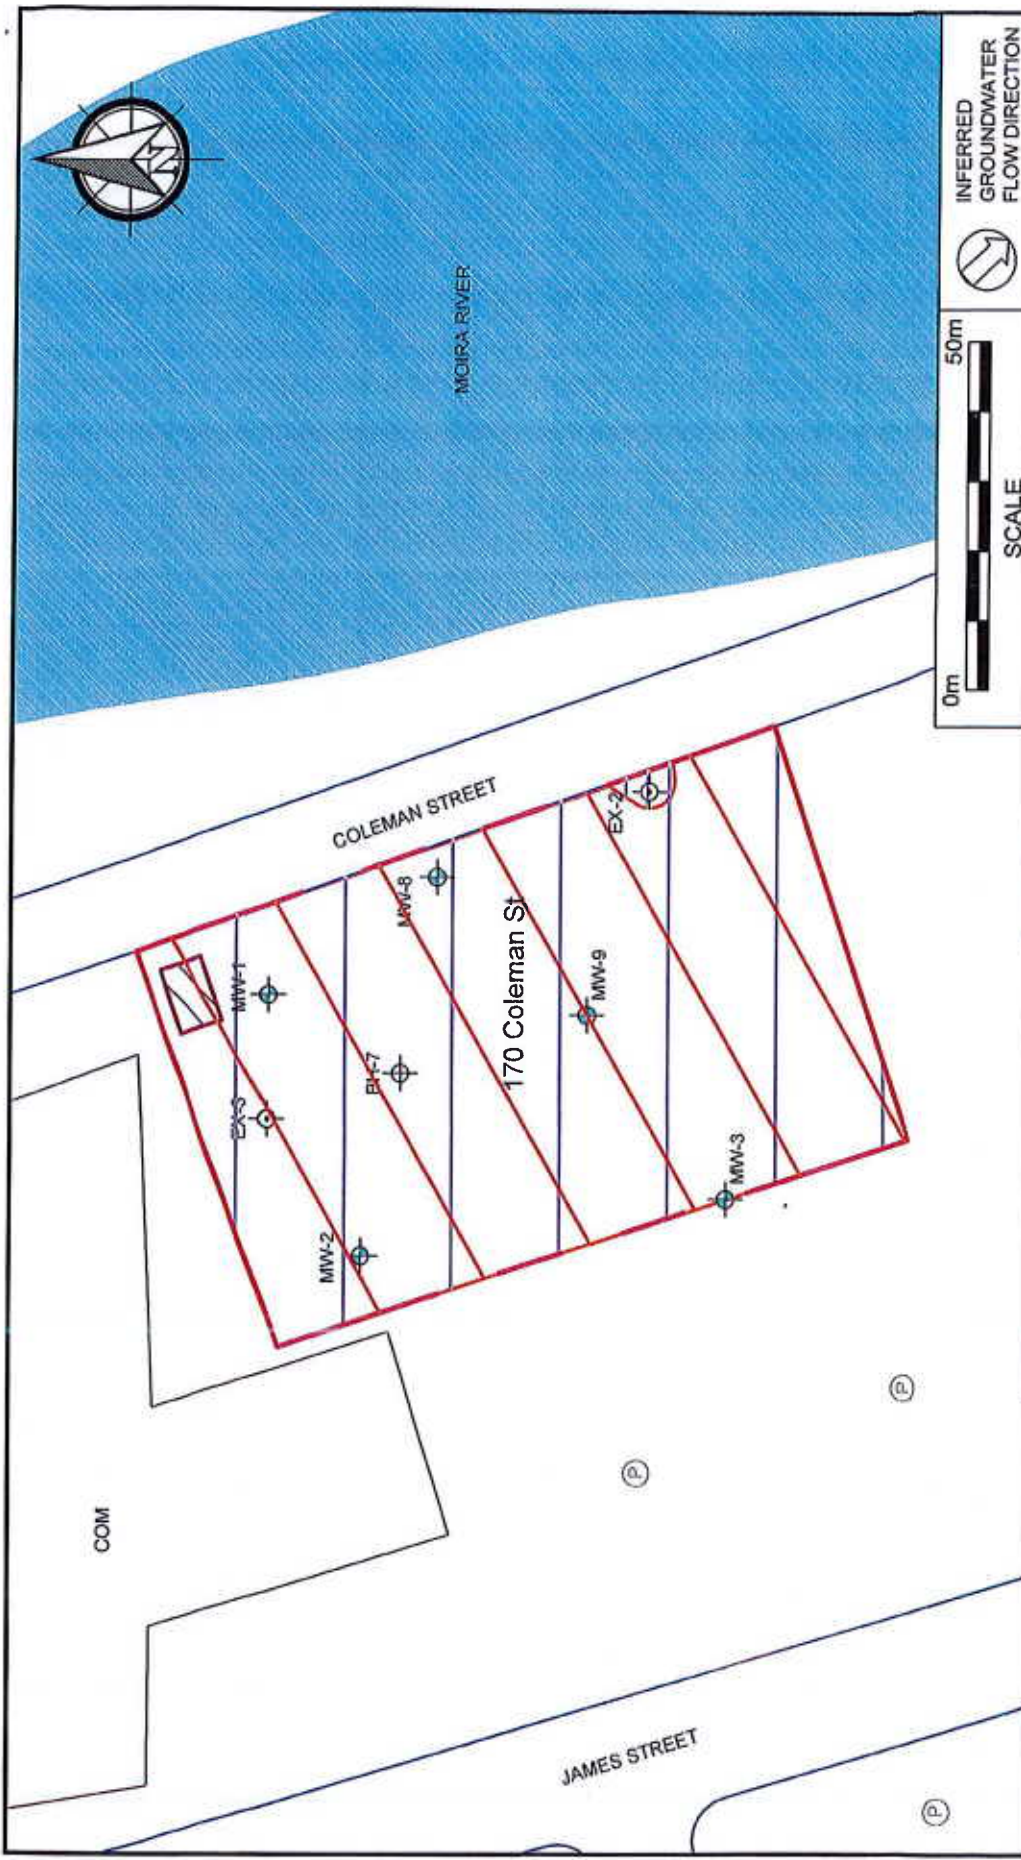 N
MOIRA RIVER
COLEMAN STREET
MW-1
EX-3
MW-2
BH-7
MW-8
170 Coleman St
MW-9
EX-2
MW-3
COM
P
P
P
JAMES STREET
0m
50m
SCALE
INFERRED
GROUNDWATER
FLOW DIRECTION